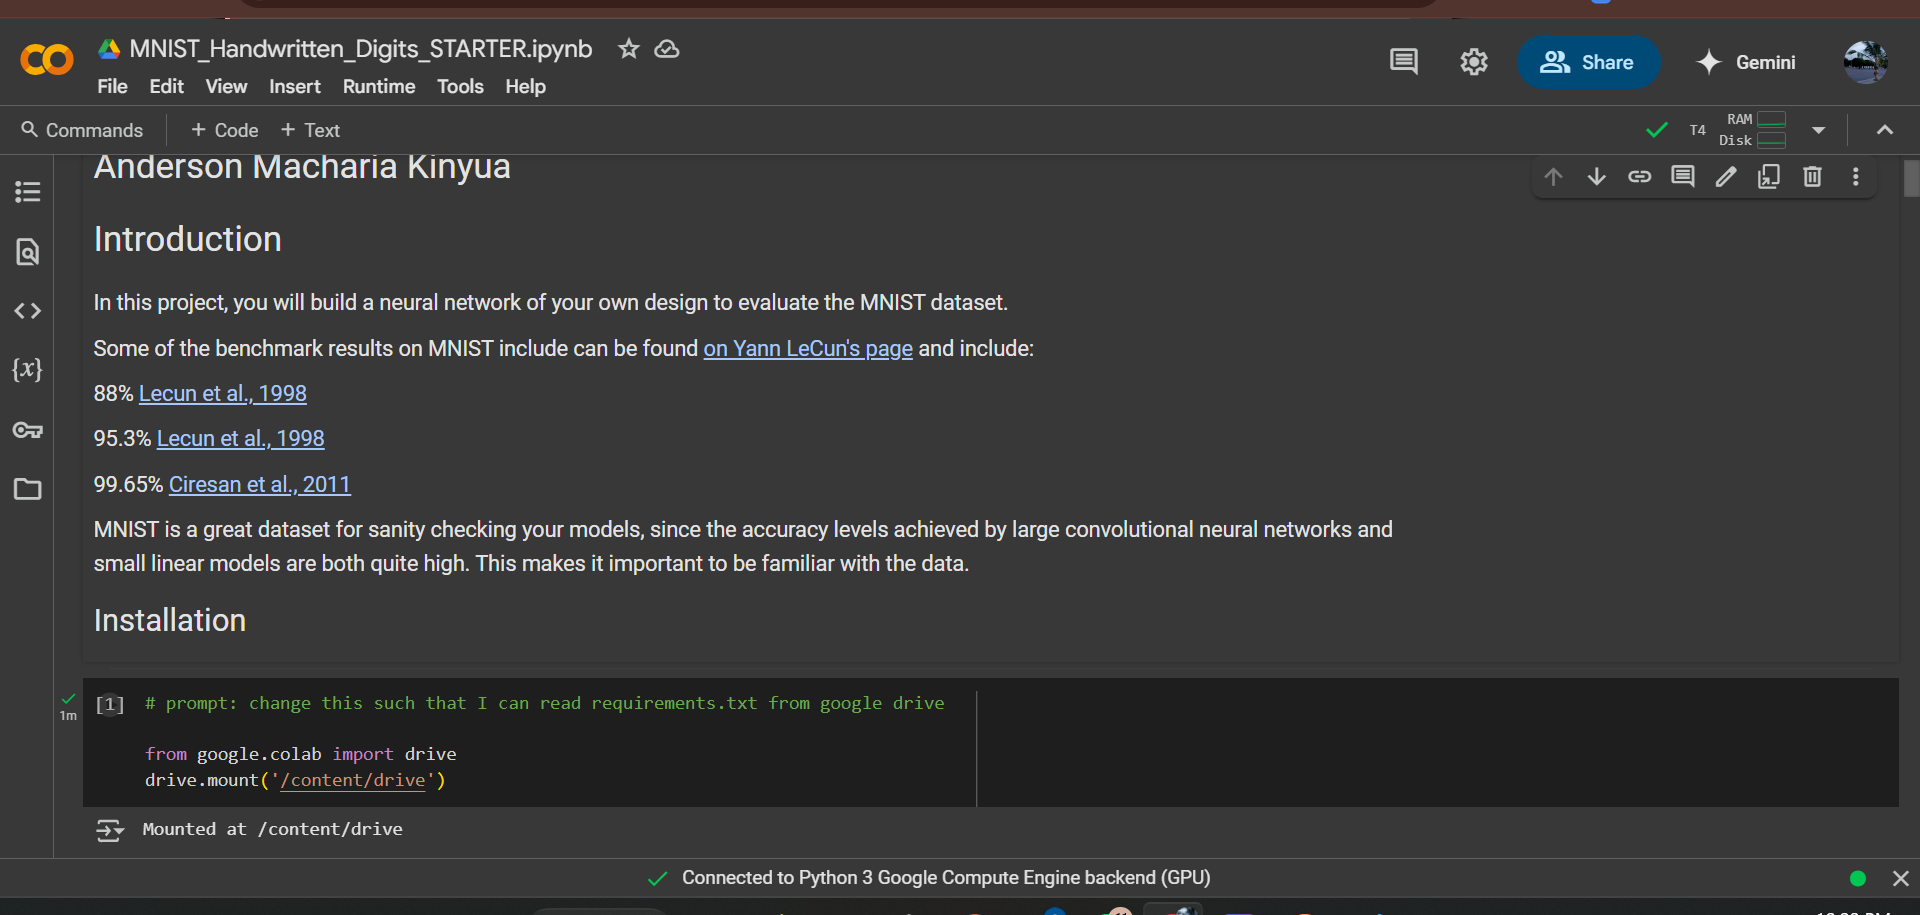 MNIST_Handwritten_Digits_STARTER.ipynb
File Edit View Insert Runtime Tools Help
Share
Gemini
Commands + Code + Text
T4 RAM
Disk
Anderson Macharia Kinyua
Introduction
In this project, you will build a neural network of your own design to evaluate the MNIST dataset.
Some of the benchmark results on MNIST include can be found on Yann LeCun's page and include:
88% Lecun et al., 1998
95.3% Lecun et al., 1998
99.65% Ciresan et al., 2011
MNIST is a great dataset for sanity checking your models, since the accuracy levels achieved by large convolutional neural networks and
small linear models are both quite high. This makes it important to be familiar with the data.
Installation
[1] # prompt: change this such that I can read requirements.txt from google drive
1m
from google.colab import drive
drive.mount('/content/drive')
Mounted at /content/drive
Connected to Python 3 Google Compute Engine backend (GPU)